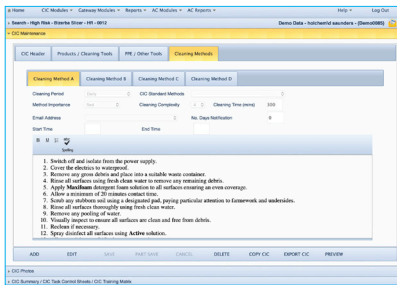 Home CIC Modules Gateway Modules Reports AC Modules AC Reports Help Log Out
Search - High Risk - Bizerba Slicer - HR - 0012 Demo Data - holchemltd saunders - (Demo0085)
CIC Maintenance
CIC Header Products / Cleaning Tools PPE / Other Tools Cleaning Methods
Cleaning Method A Cleaning Method B Cleaning Method C Cleaning Method D
Cleaning Period Daily CIC Standard Methods
Method Importance Red Cleaning Complexity Cleaning Time (mins)
Email Address No. Days Notification 0
Start Time End Time
B U ABC
Spelling
1. Switch off and isolate from the power supply.
2. Cover the electrics to waterproof.
3. Remove any gross debris and place into a suitable waste container.
4. Rinse all surfaces using fresh clean water to remove any remaining debris.
5. Apply Maxifoam detergent foam solution to all surfaces ensuring an even coverage.
6. Allow a minimum of 20 minutes contact time.
7. Scrub any stubborn soil using a designated pad, paying particular attention to framework and undersides.
8. Rinse all surfaces thoroughly using fresh clean water.
9. Remove any pooling of water.
10. Visually inspect to ensure all surfaces are clean and free from debris.
11. Reclean if necessary.
12. Spray disinfect all surfaces using Active solution.
ADD EDIT SAVE PART SAVE CANCEL DELETE COPY CIC EXPORT CIC PREVIEW
CIC Photos
CIC Summary / CIC Task Control Sheets / CIC Training Matrix